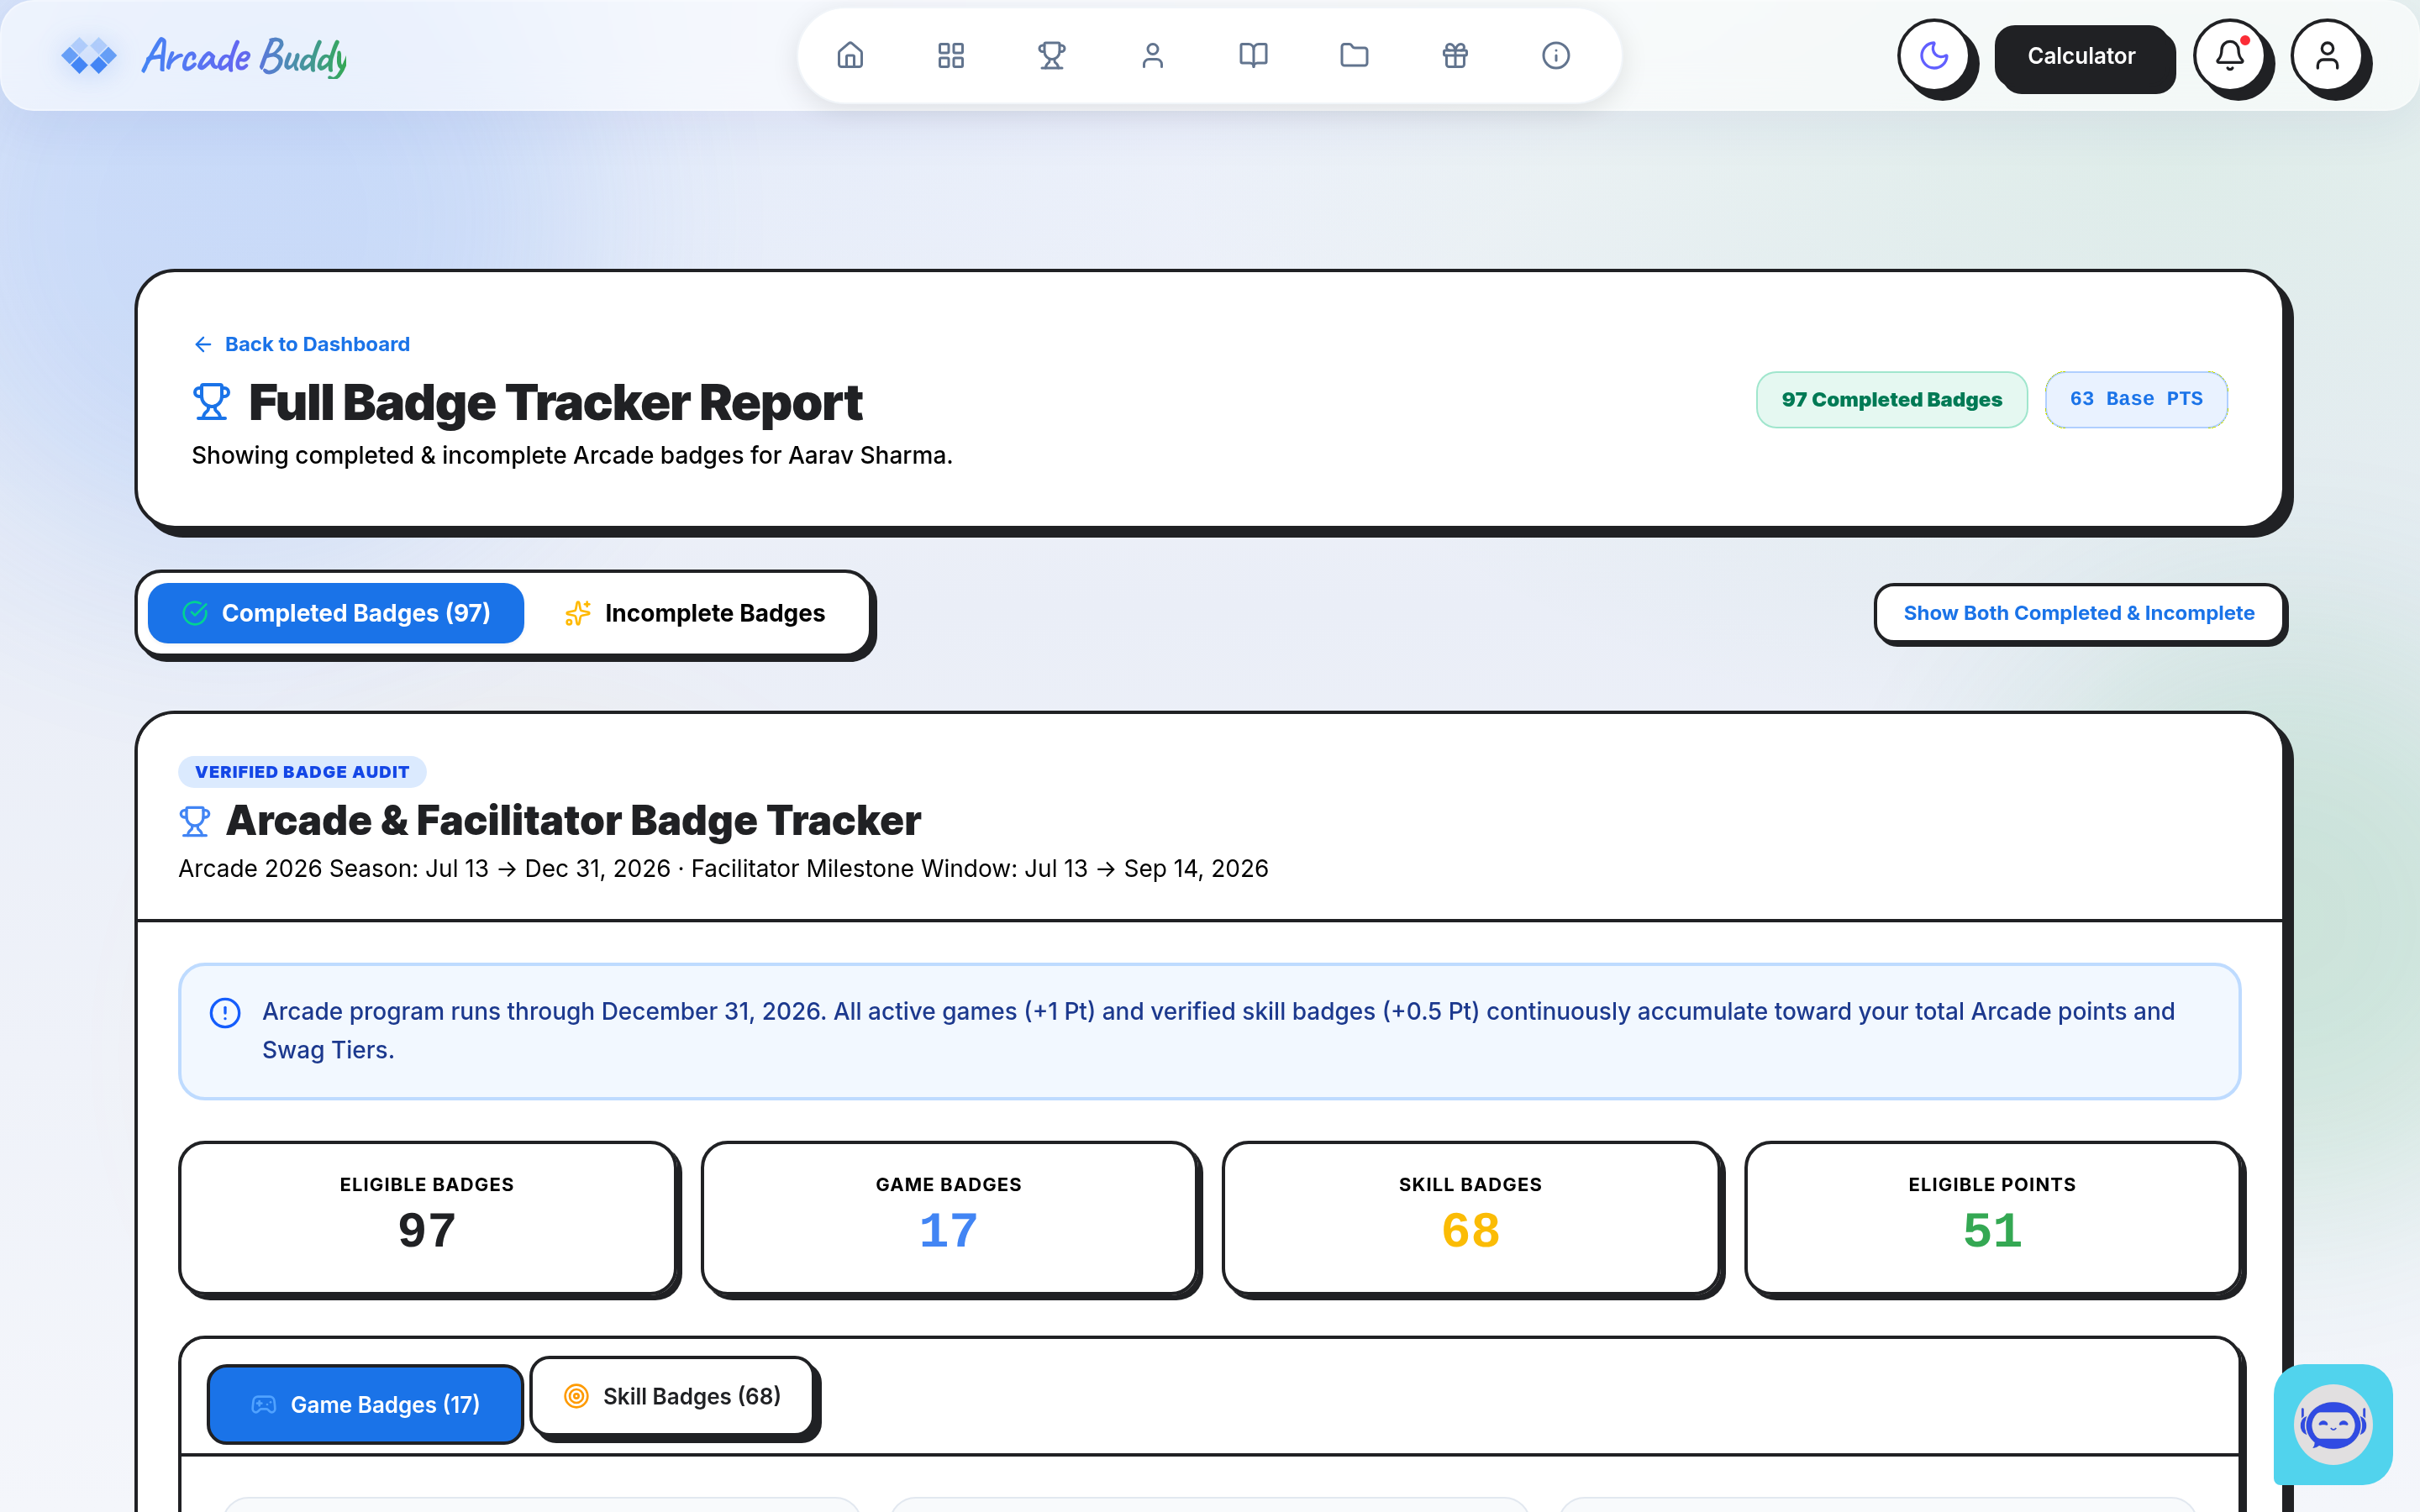 Arcade Buddy
Calculator
Back to Dashboard
Full Badge Tracker Report
Showing completed & incomplete Arcade badges for Aarav Sharma.
97 Completed Badges
63 Base PTS
Completed Badges (97)
Incomplete Badges
Show Both Completed & Incomplete
VERIFIED BADGE AUDIT
Arcade & Facilitator Badge Tracker
Arcade 2026 Season: Jul 13 → Dec 31, 2026 · Facilitator Milestone Window: Jul 13 → Sep 14, 2026
Arcade program runs through December 31, 2026. All active games (+1 Pt) and verified skill badges (+0.5 Pt) continuously accumulate toward your total Arcade points and
Swag Tiers.
ELIGIBLE BADGES
97
GAME BADGES
17
SKILL BADGES
68
ELIGIBLE POINTS
51
Game Badges (17)
Skill Badges (68)